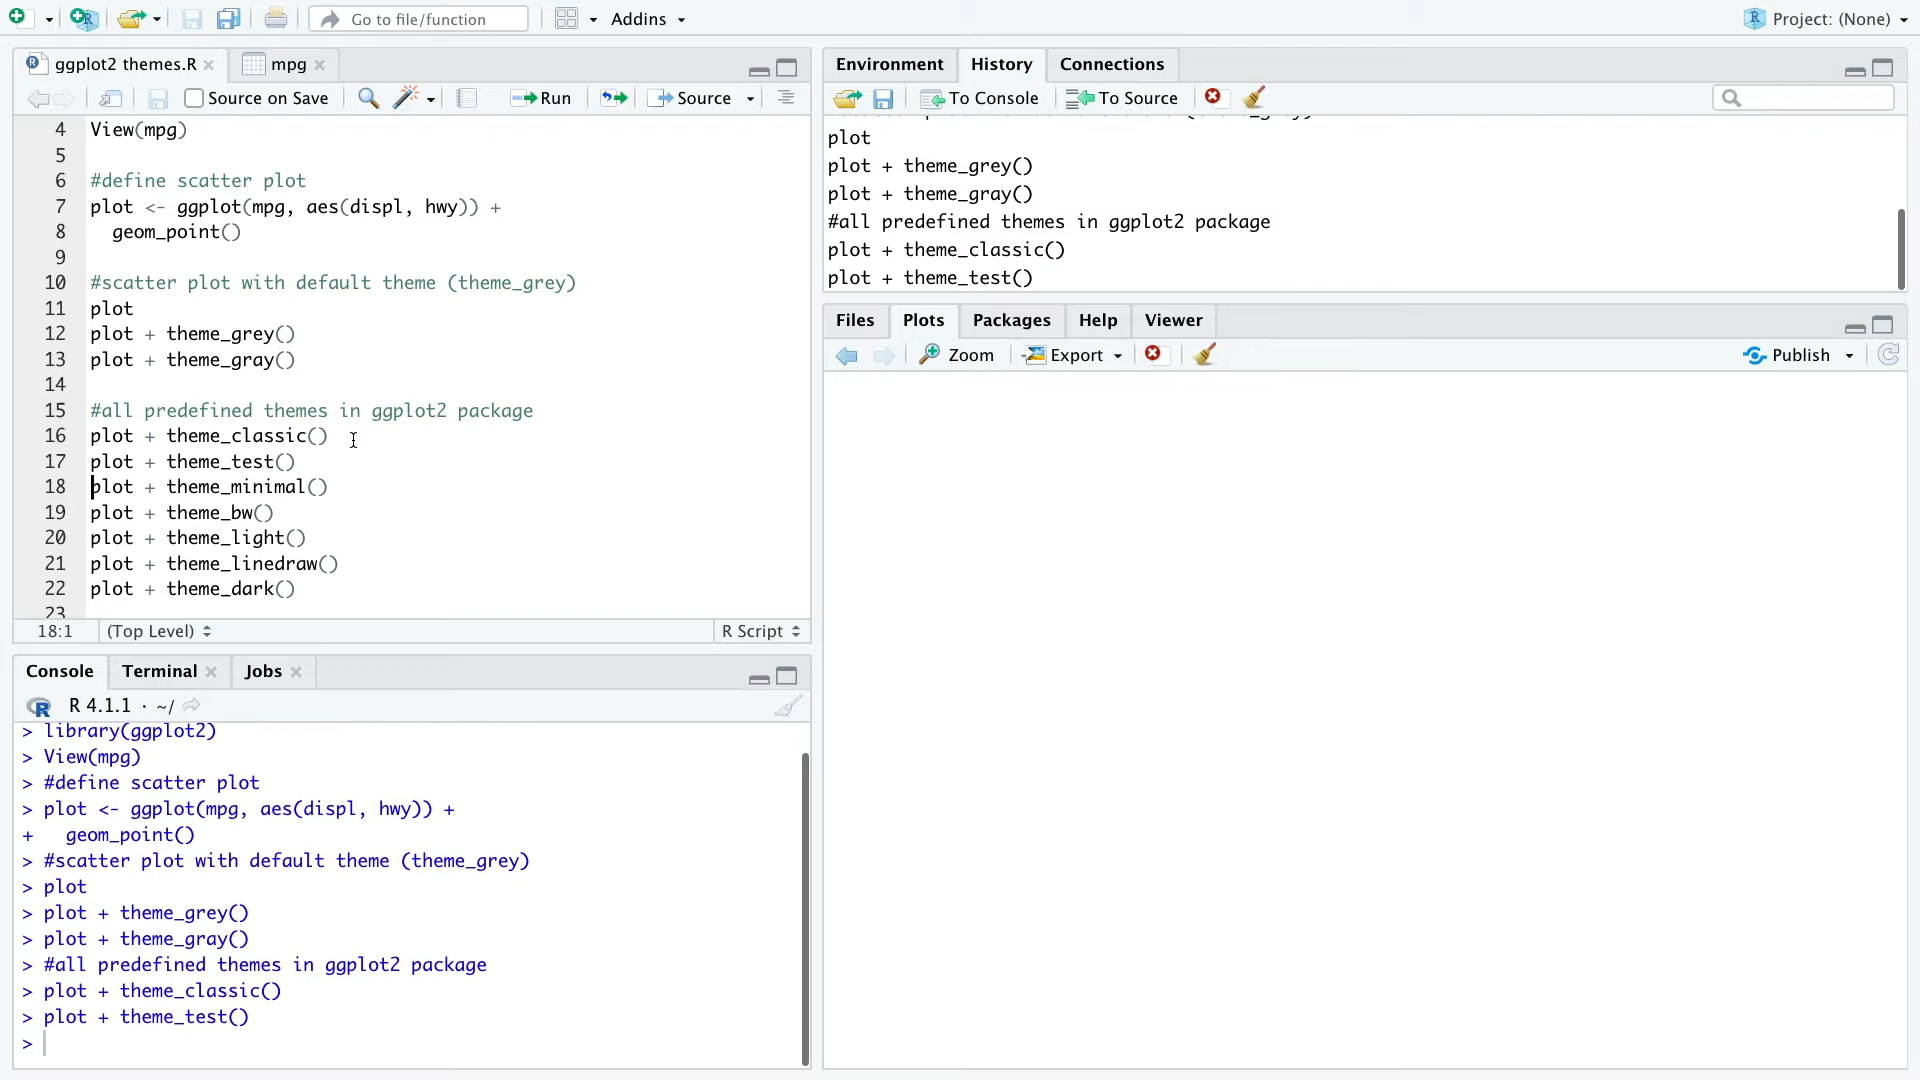 Go to file/function
Addins
Project: (None)
ggplot2 themes.R
mpg
Source on Save
Run
Source
4 View(mpg)
5
6 #define scatter plot
7 plot <- ggplot(mpg, aes(displ, hwy)) +
8 geom_point()
9
10 #scatter plot with default theme (theme_grey)
11 plot
12 plot + theme_grey()
13 plot + theme_gray()
14
15 #all predefined themes in ggplot2 package
16 plot + theme_classic()
17 plot + theme_test()
18 plot + theme_minimal()
19 plot + theme_bw()
20 plot + theme_light()
21 plot + theme_linedraw()
22 plot + theme_dark()
23
18:1 (Top Level) R Script
Console Terminal Jobs
R 4.1.1 · ~/
> library(ggplot2)
> View(mpg)
> #define scatter plot
> plot <- ggplot(mpg, aes(displ, hwy)) +
+ geom_point()
> #scatter plot with default theme (theme_grey)
> plot
> plot + theme_grey()
> plot + theme_gray()
> #all predefined themes in ggplot2 package
> plot + theme_classic()
> plot + theme_test()
>
Environment History Connections
To Console To Source
plot
plot + theme_grey()
plot + theme_gray()
#all predefined themes in ggplot2 package
plot + theme_classic()
plot + theme_test()
Files Plots Packages Help Viewer
Zoom Export Publish